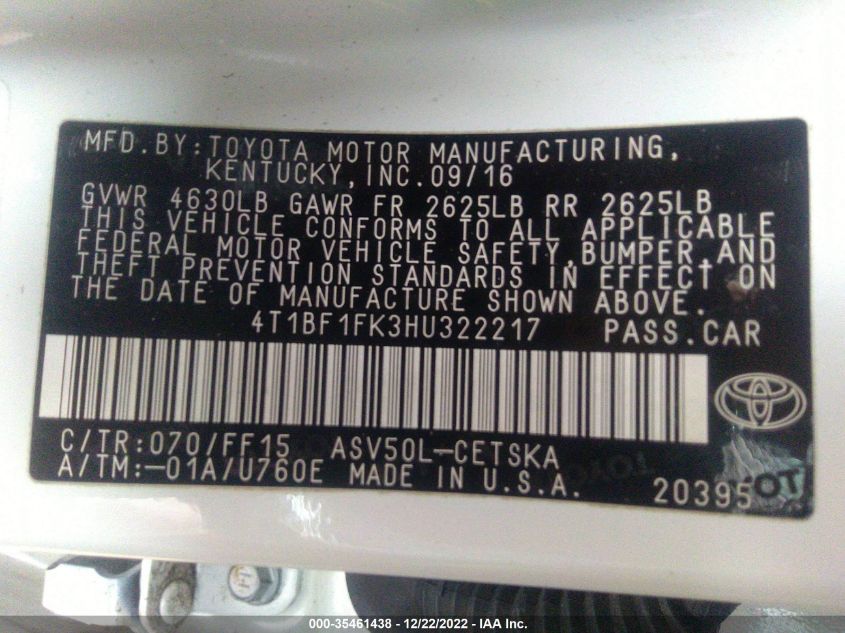 MFD.BY:TOYOTA MOTOR MANUFACTURING,
KENTUCKY,INC.09/16
GVWR 4630LB GAWR FR 2625LB RR 2625LB
THIS VEHICLE CONFORMS TO ALL APPLICABLE
FEDERAL MOTOR VEHICLE SAFETY,BUMPER,AND
THEFT PREVENTION STANDARDS IN EFFECT ON
THE DATE OF MANUFACTURE SHOWN ABOVE.
4T1BF1FK3HU322217 PASS.CAR
C/TR:070/FF15 ASV50L-CETSKA
A/TM:-01A/U760E MADE IN U.S.A.
20395
000-35461438 - 12/22/2022 - IAA Inc.